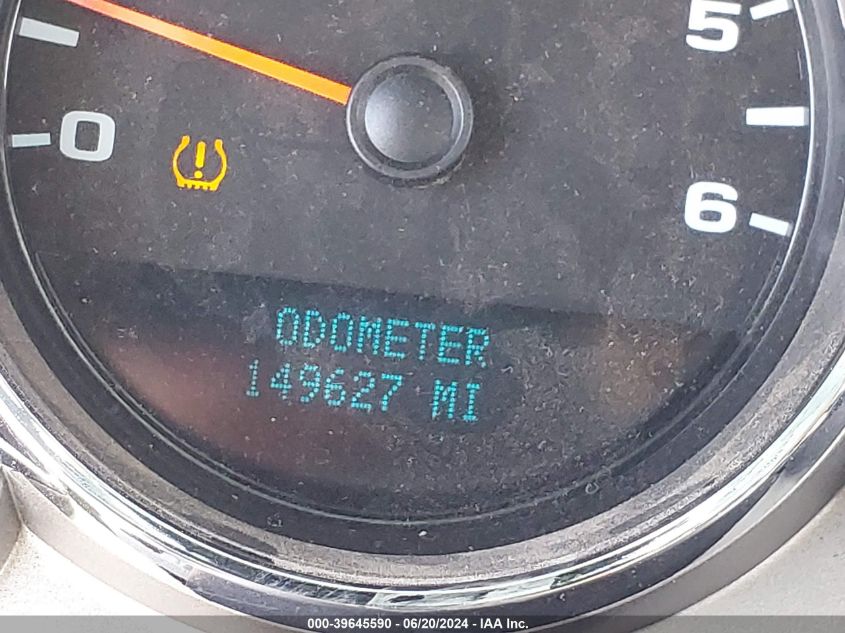 5
0
6
ODOMETER
149627 MI
000-39645590 - 06/20/2024 - IAA Inc.